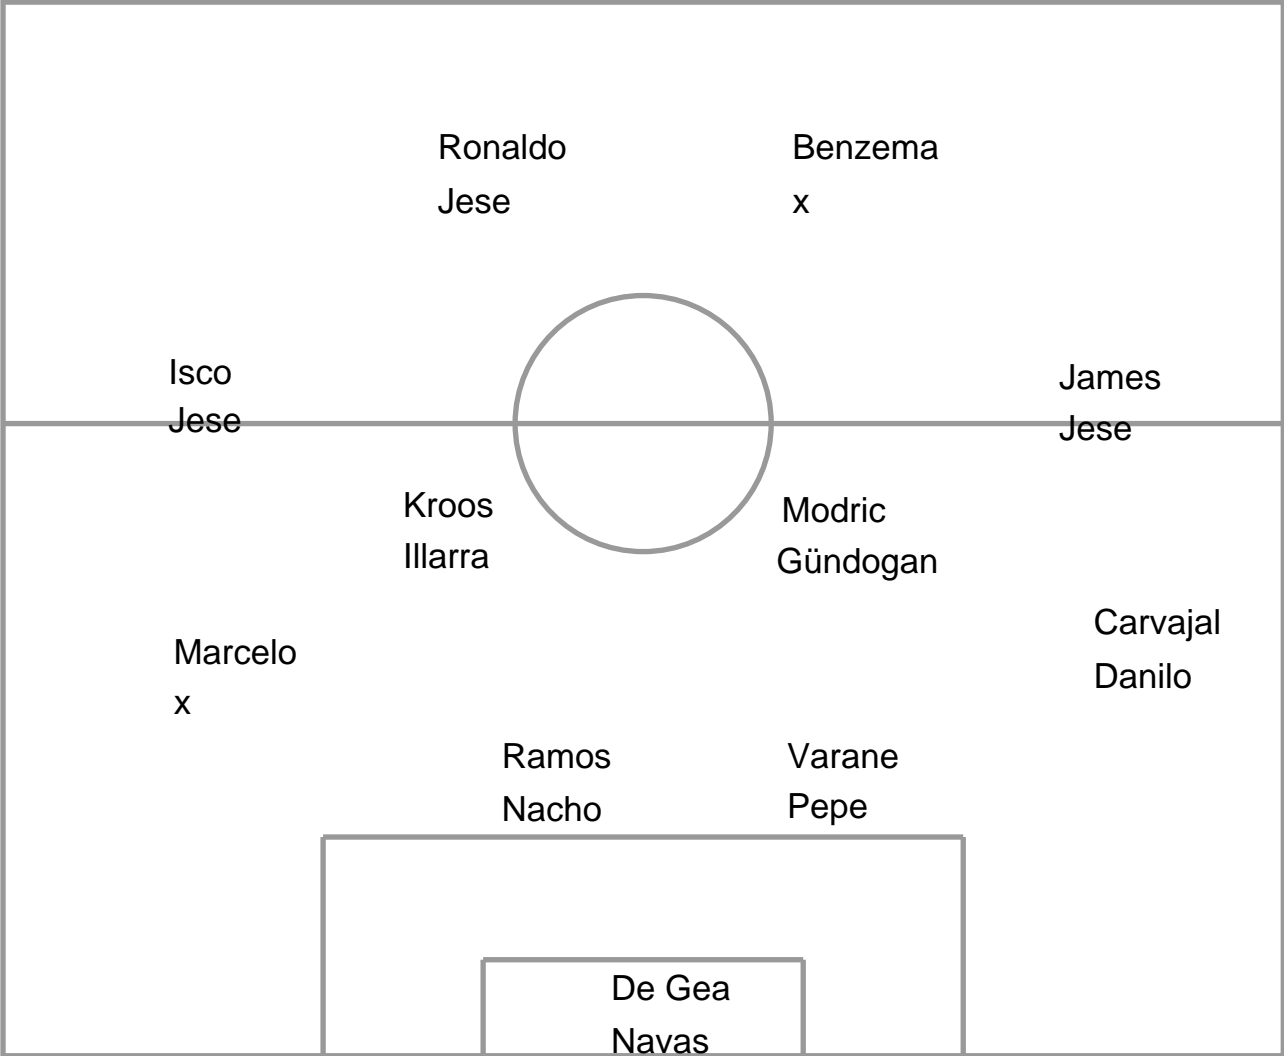 Ronaldo
Jese
Benzema
x
Isco
Jese
James
Jese
Kroos
Illarra
Modric
Gündogan
Marcelo
x
Carvajal
Danilo
Ramos
Nacho
Varane
Pepe
De Gea
Navas